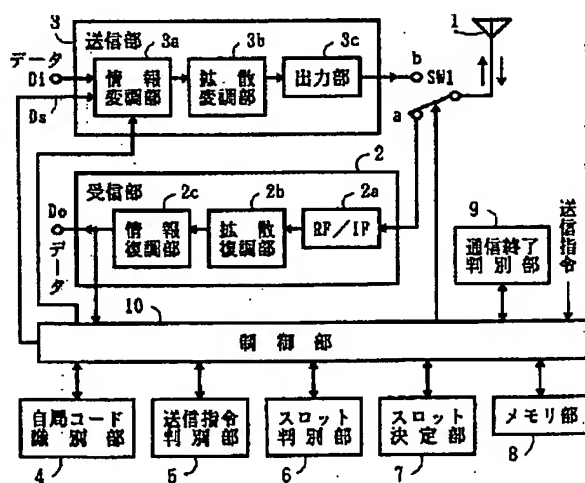 3
送信部
3a
3b
3c
データ
Di
情報
変調部
拡散
変調部
出力部
Ds
b
SW1
a
1
2
受信部
2c
2b
2a
Do
データ
情報
復調部
拡散
復調部
RF/IF
9
通信終了
判別部
送信指令
10
制御部
自局コード
識別部
送信指令
判別部
スロット
判別部
スロット
決定部
メモリ部
4
5
6
7
8